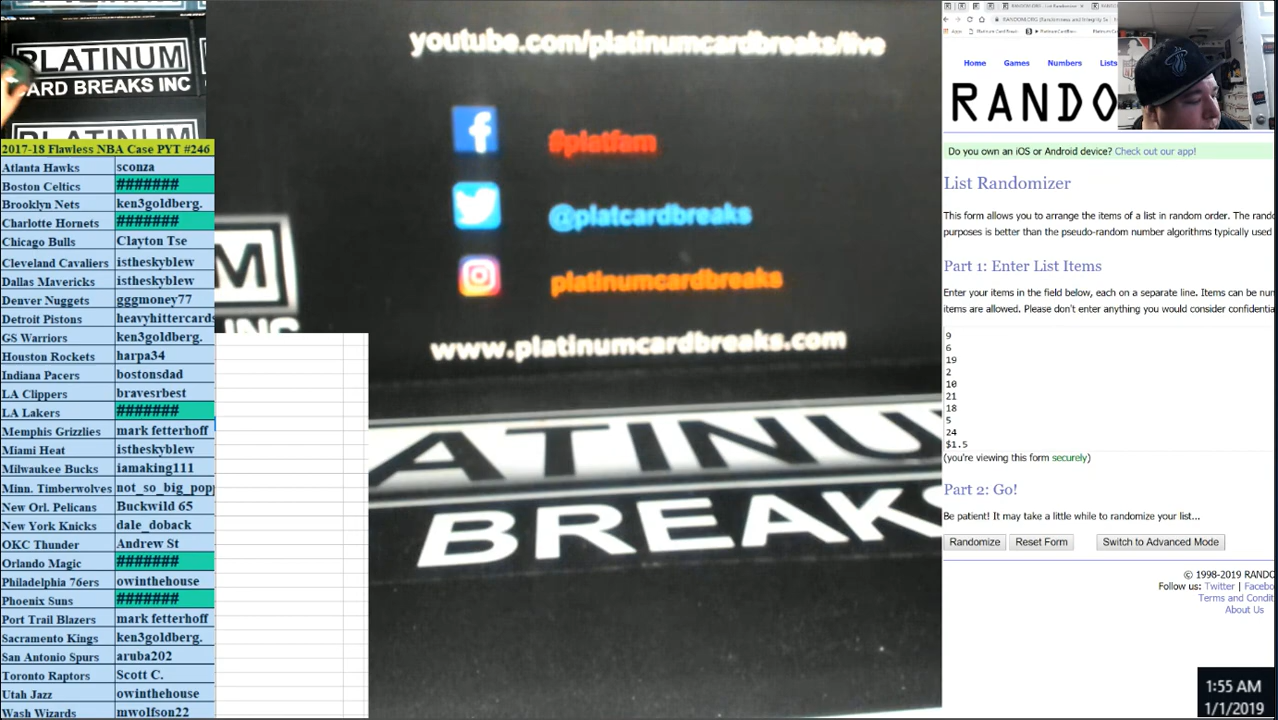 PLATINUM
CARD BREAKS INC
PLATINUM
2017-18 Flawless NBA Case PYT #246
Atlanta Hawks sconza
Boston Celtics #######
Brooklyn Nets ken3goldberg.
Charlotte Hornets #######
Chicago Bulls Clayton Tse
Cleveland Cavaliers istheskyblew
Dallas Mavericks istheskyblew
Denver Nuggets gggmoney77
Detroit Pistons heavyhittercards
GS Warriors ken3goldberg.
Houston Rockets harpa34
Indiana Pacers bostonsdad
LA Clippers bravesrbest
LA Lakers #######
Memphis Grizzlies mark fetterhoff
Miami Heat istheskyblew
Milwaukee Bucks iamaking111
Minn. Timberwolves not_so_big_popp
New Orl. Pelicans Buckwild 65
New York Knicks dale_doback
OKC Thunder Andrew St
Orlando Magic #######
Philadelphia 76ers owinthehouse
Phoenix Suns #######
Port Trail Blazers mark fetterhoff
Sacramento Kings ken3goldberg.
San Antonio Spurs aruba202
Toronto Raptors Scott C.
Utah Jazz owinthehouse
Wash Wizards mwolfson22
youtube.com/platinumcardbreaks/live
#platfam
@platcardbreaks
platinumcardbreaks
www.platinumcardbreaks.com
M
INC
ATINU
BREAKS
Home Games Numbers Lists
RANDO
Do you own an iOS or Android device? Check out our app!
List Randomizer
This form allows you to arrange the items of a list in random order. The rando
purposes is better than the pseudo-random number algorithms typically used
Part 1: Enter List Items
Enter your items in the field below, each on a separate line. Items can be num
items are allowed. Please don't enter anything you would consider confidentia
9
6
19
2
10
21
18
5
24
$1.5
(you're viewing this form securely)
Part 2: Go!
Be patient! It may take a little while to randomize your list...
Randomize Reset Form Switch to Advanced Mode
© 1998-2019 RANDO
Follow us: Twitter | Facebo
Terms and Condit
About Us
1:55 AM
1/1/2019